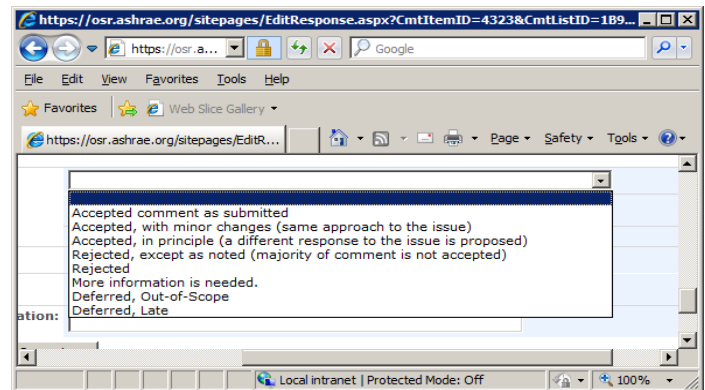 https://osr.ashrae.org/sitepages/EditResponse.aspx?CmtItemID=4323&CmtListID=1B9...
https://osr.a...
Google
File Edit View Favorites Tools Help
Favorites Web Slice Gallery
https://osr.ashrae.org/sitepages/EditR...
Page Safety Tools
Accepted comment as submitted
Accepted, with minor changes (same approach to the issue)
Accepted, in principle (a different response to the issue is proposed)
Rejected, except as noted (majority of comment is not accepted)
Rejected
More information is needed.
Deferred, Out-of-Scope
Deferred, Late
ation:
Local intranet | Protected Mode: Off
100%